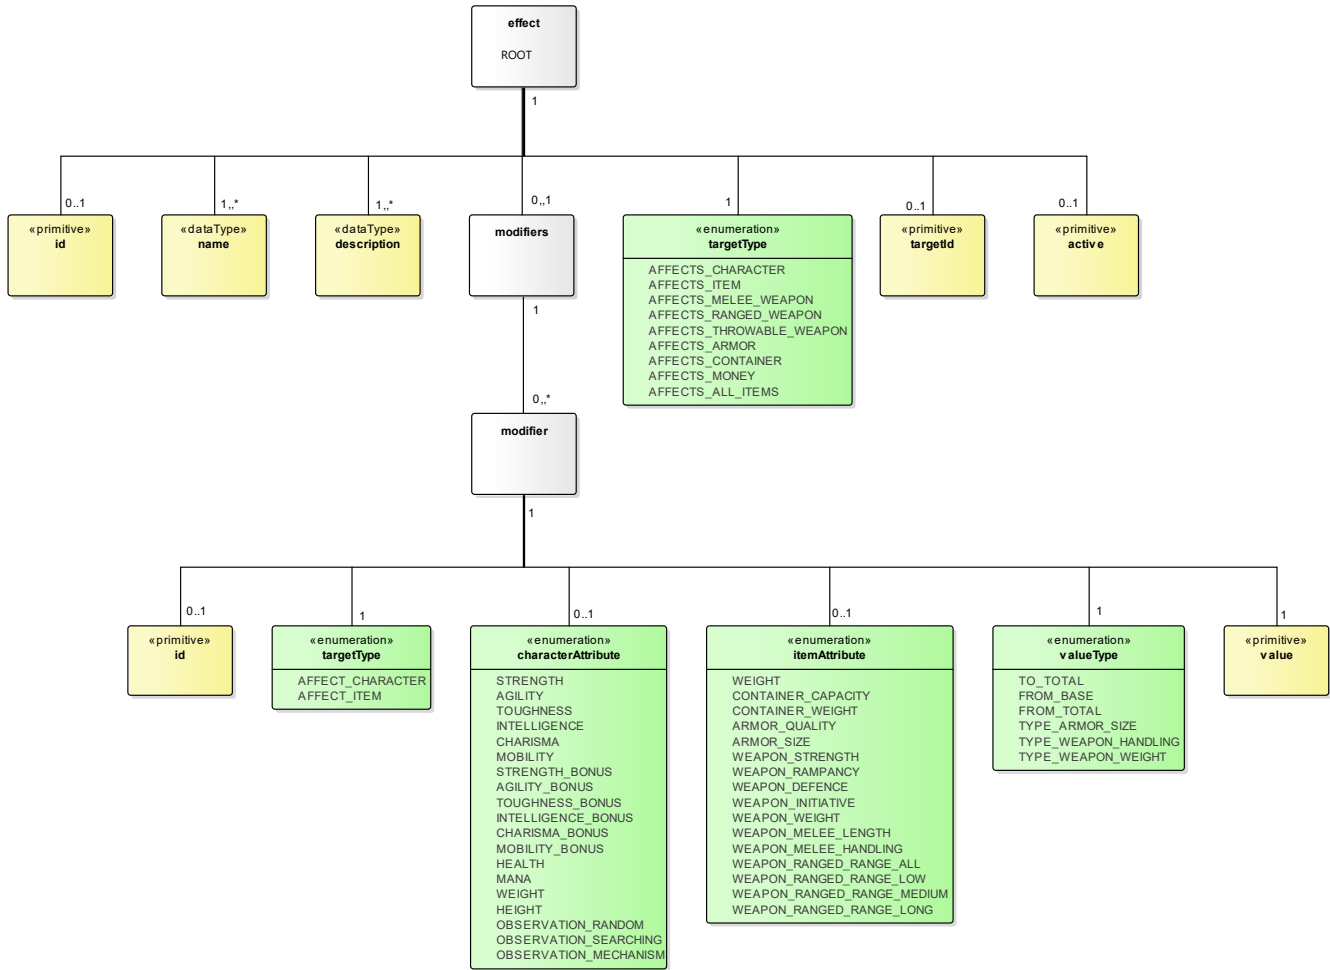 effect
ROOT
1
0..1
1,,*
1,,*
0,,1
1
0..1
0..1
«primitive»
id
«dataType»
name
«dataType»
description
modifiers
«enumeration»
targetType
AFFECTS_CHARACTER
AFFECTS_ITEM
AFFECTS_MELEE_WEAPON
AFFECTS_RANGED_WEAPON
AFFECTS_THROWABLE_WEAPON
AFFECTS_ARMOR
AFFECTS_CONTAINER
AFFECTS_MONEY
AFFECTS_ALL_ITEMS
«primitive»
targetId
«primitive»
active
1
0,,*
modifier
1
0..1
1
0..1
0..1
1
1
«primitive»
id
«enumeration»
targetType
AFFECT_CHARACTER
AFFECT_ITEM
«enumeration»
characterAttribute
STRENGTH
AGILITY
TOUGHNESS
INTELLIGENCE
CHARISMA
MOBILITY
STRENGTH_BONUS
AGILITY_BONUS
TOUGHNESS_BONUS
INTELLIGENCE_BONUS
CHARISMA_BONUS
MOBILITY_BONUS
HEALTH
MANA
WEIGHT
HEIGHT
OBSERVATION_RANDOM
OBSERVATION_SEARCHING
OBSERVATION_MECHANISM
«enumeration»
itemAttribute
WEIGHT
CONTAINER_CAPACITY
CONTAINER_WEIGHT
ARMOR_QUALITY
ARMOR_SIZE
WEAPON_STRENGTH
WEAPON_RAMPANCY
WEAPON_DEFENCE
WEAPON_INITIATIVE
WEAPON_WEIGHT
WEAPON_MELEE_LENGTH
WEAPON_MELEE_HANDLING
WEAPON_RANGED_RANGE_ALL
WEAPON_RANGED_RANGE_LOW
WEAPON_RANGED_RANGE_MEDIUM
WEAPON_RANGED_RANGE_LONG
«enumeration»
valueType
TO_TOTAL
FROM_BASE
FROM_TOTAL
TYPE_ARMOR_SIZE
TYPE_WEAPON_HANDLING
TYPE_WEAPON_WEIGHT
«primitive»
value